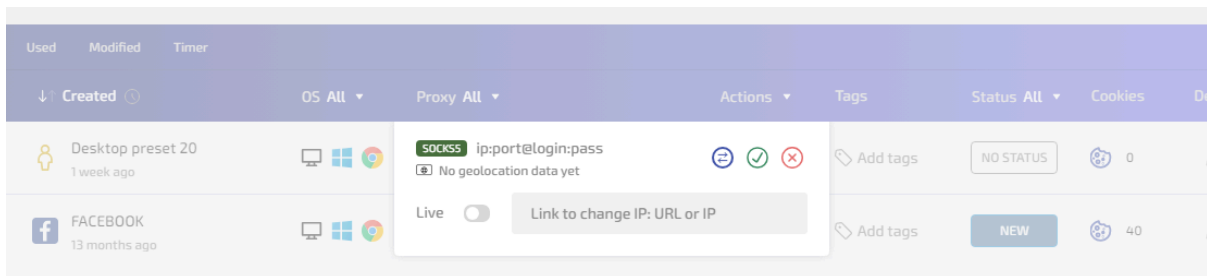 Used Modified Timer
Created OS All Proxy All Actions Tags Status All Cookies
Desktop preset 20 SOCKS5 ip:port@login:pass Add tags NO STATUS 0
1 week ago No geolocation data yet
FACEBOOK Live Link to change IP: URL or IP Add tags NEW 40
13 months ago